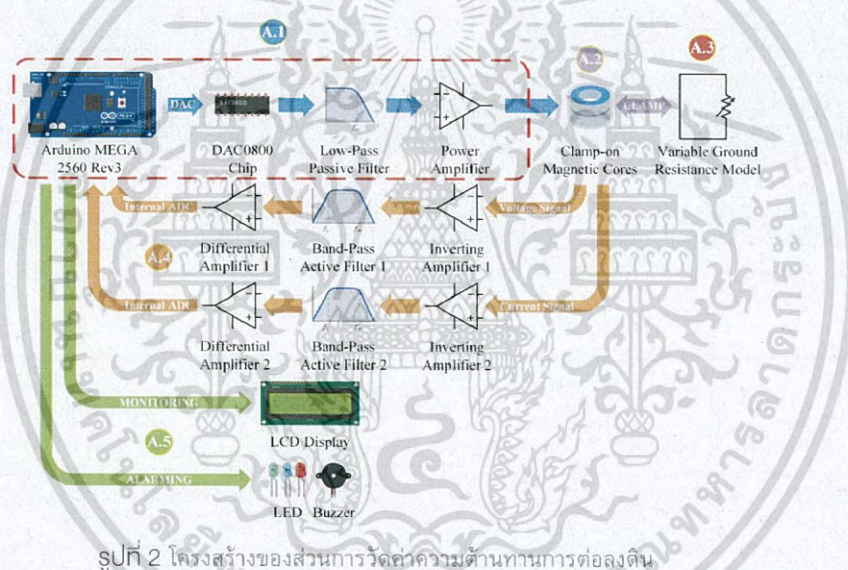 A.1
A.2
A.3
DAC
CLAMP
Arduino MEGA
2560 Rev3
DAC0800
Chip
Low-Pass
Passive Filter
Power
Amplifier
Clamp-on
Magnetic Cores
Variable Ground
Resistance Model
Internal ADC
Voltage Signal
A.4
Differential
Amplifier 1
Band-Pass
Active Filter 1
Inverting
Amplifier 1
Internal ADC
Current Signal
Differential
Amplifier 2
Band-Pass
Active Filter 2
Inverting
Amplifier 2
MONITORING
LCD Display
A.5
ALARMING
LED Buzzer
รูปที่ 2 โครงสร้างของส่วนการวัดค่าความต้านทานการต่อลงดิน